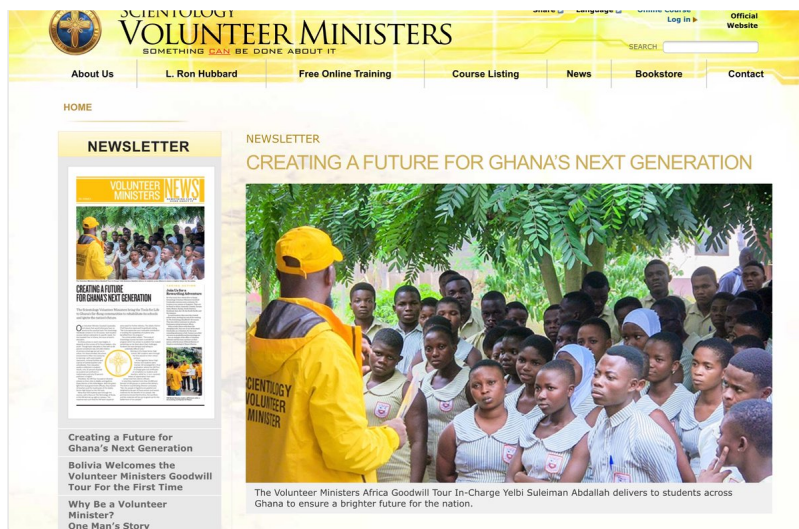 SCIENTOLOGY
VOLUNTEER MINISTERS
SOMETHING CAN BE DONE ABOUT IT
Share
Language
Online Course
Log in
Official
Website
SEARCH
About Us
L. Ron Hubbard
Free Online Training
Course Listing
News
Bookstore
Contact
HOME
NEWSLETTER
VOLUNTEER
MINISTERS
NEWS
CREATING A FUTURE
FOR GHANA'S NEXT GENERATION
Creating a Future for
Ghana's Next Generation
Bolivia Welcomes the
Volunteer Ministers Goodwill
Tour For the First Time
Why Be a Volunteer
Minister?
One Man's Story
NEWSLETTER
CREATING A FUTURE FOR GHANA'S NEXT GENERATION
SCIENTOLOGY
VOLUNTEER
MINISTER
The Volunteer Ministers Africa Goodwill Tour In-Charge Yelbi Suleiman Abdallah delivers to students across
Ghana to ensure a brighter future for the nation.